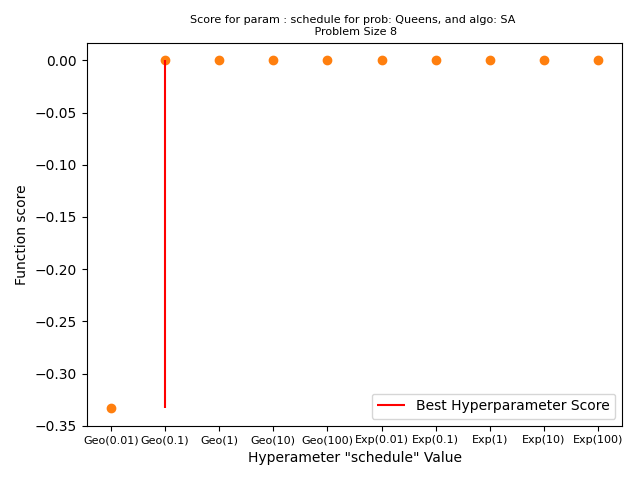 Score for param : schedule for prob: Queens, and algo: SA
Problem Size 8
Function score
0.00
−0.05
−0.10
−0.15
−0.20
−0.25
−0.30
−0.35
Best Hyperparameter Score
Geo(0.01) Geo(0.1) Geo(1) Geo(10) Geo(100) Exp(0.01) Exp(0.1) Exp(1) Exp(10) Exp(100)
Hyperameter "schedule" Value